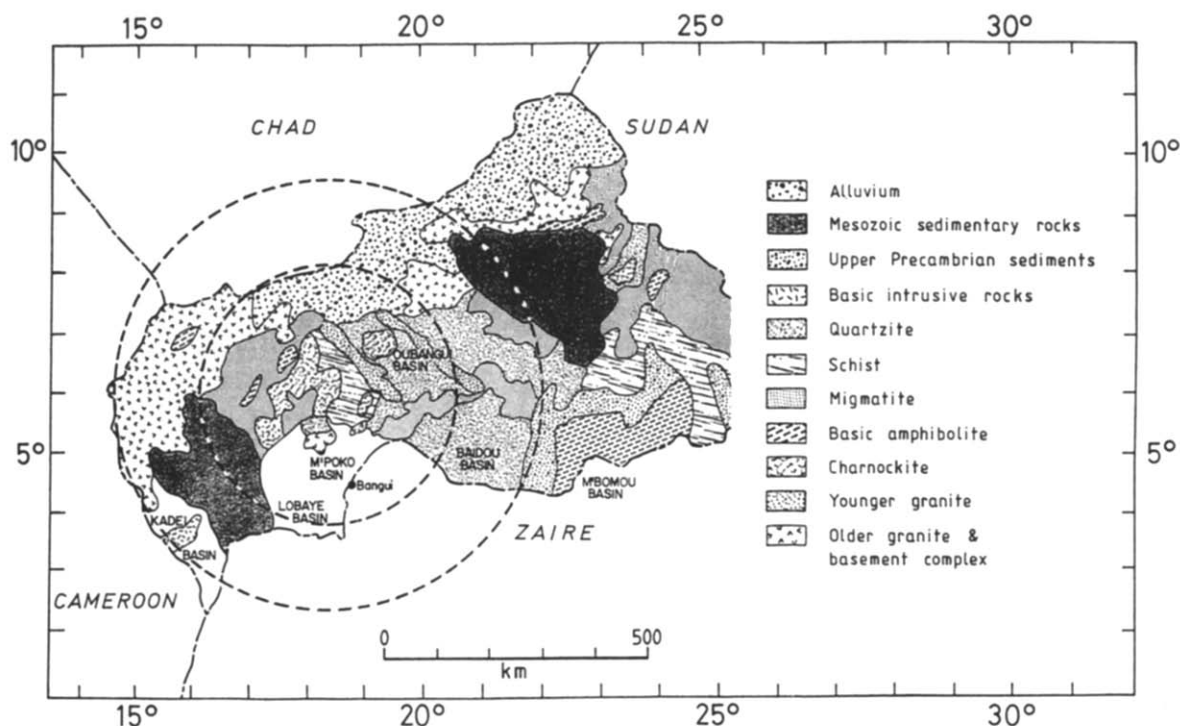 15° 20° 25° 30°
CHAD
SUDAN
10° 10°
Alluvium
Mesozoic sedimentary rocks
Upper Precambrian sediments
Basic intrusive rocks
Quartzite
Schist
Migmatite
Basic amphibolite
Charnockite
Younger granite
Older granite &
basement complex
OUBANGUI
BASIN
5° 5°
M'POKO
BASIN
BAIDOU
BASIN
Bangui
M'BOMOU
BASIN
LOBAYE
BASIN
KADEI
BASIN
ZAIRE
CAMEROON
0 500
km
15° 20° 25° 30°